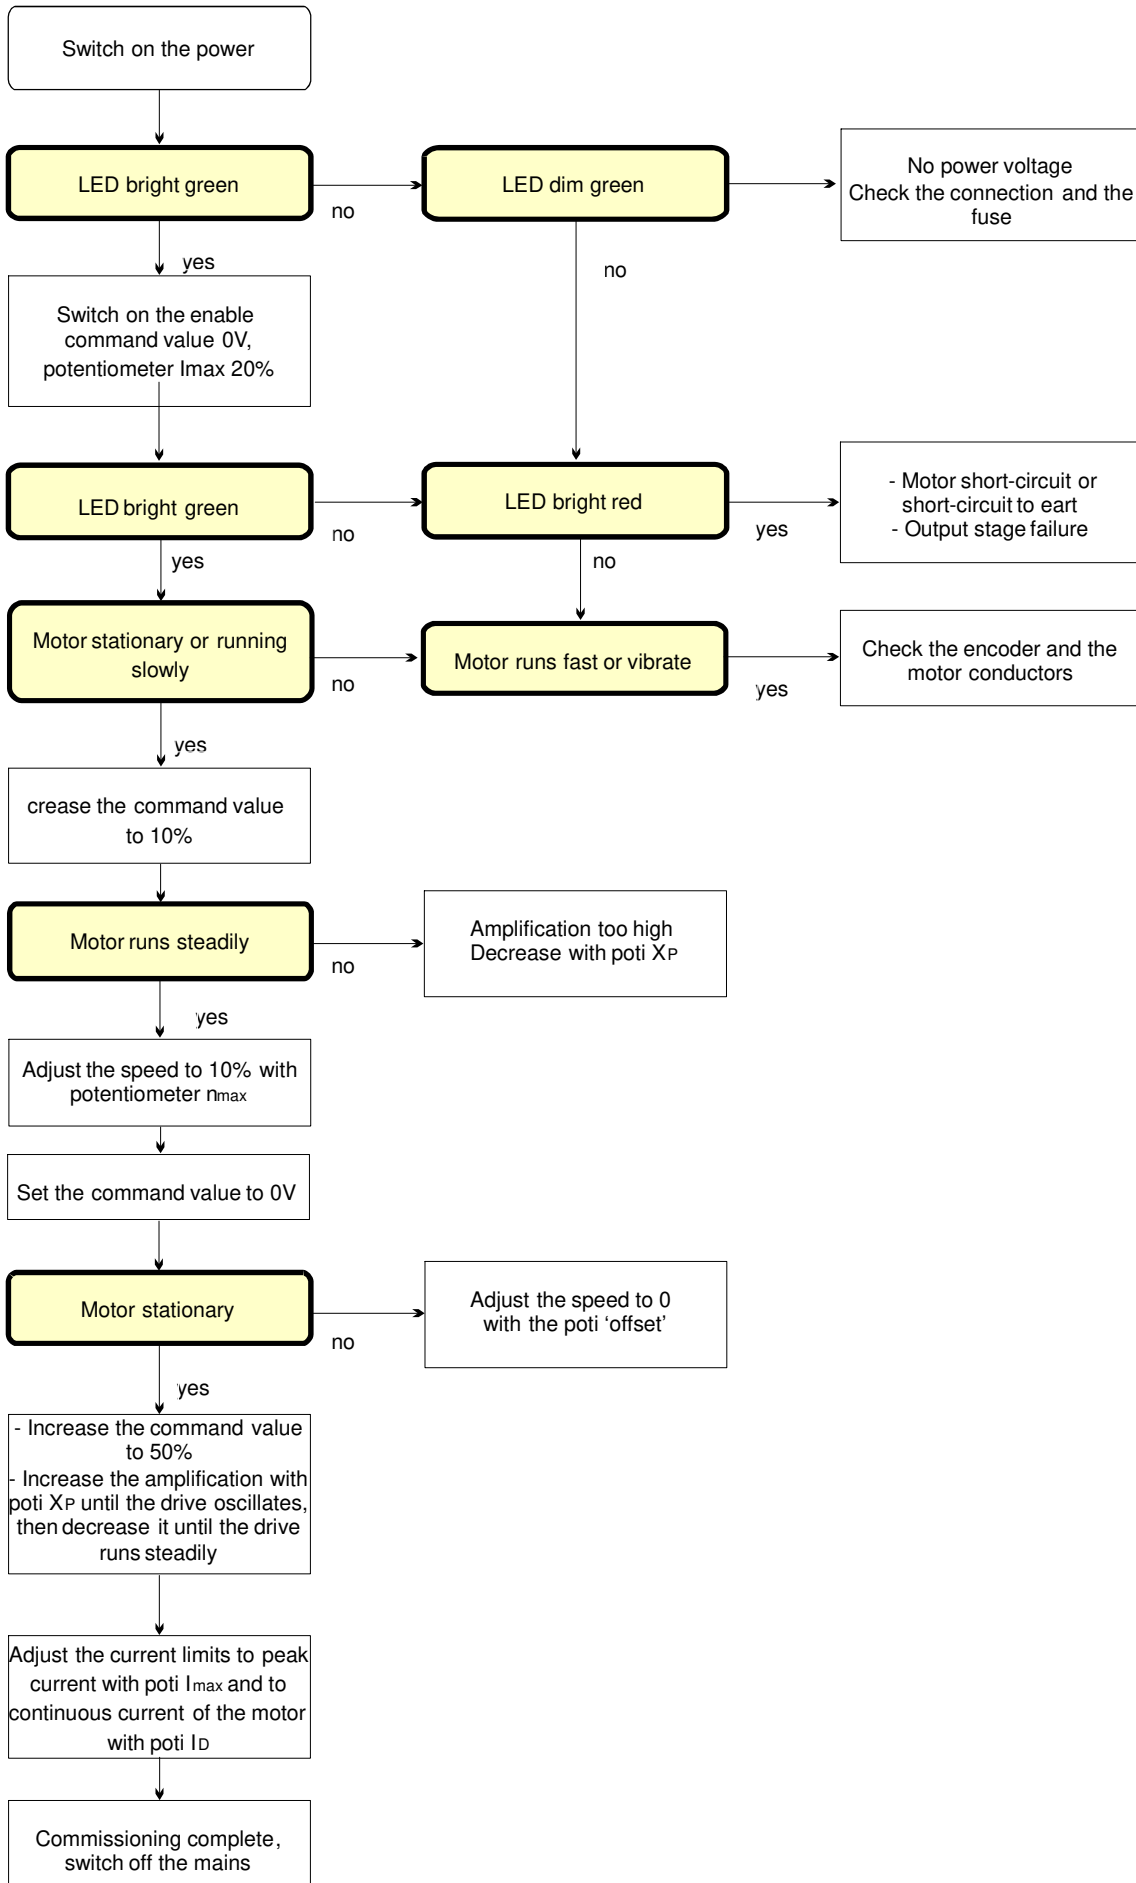 Switch on the power
LED bright green
no
LED dim green
No power voltage
Check the connection and the
fuse
yes
no
Switch on the enable
command value 0V,
potentiometer Imax 20%
LED bright green
no
LED bright red
yes
- Motor short-circuit or
short-circuit to eart
- Output stage failure
yes
no
Motor stationary or running
slowly
no
Motor runs fast or vibrate
yes
Check the encoder and the
motor conductors
yes
crease the command value
to 10%
Motor runs steadily
no
Amplification too high
Decrease with poti XP
yes
Adjust the speed to 10% with
potentiometer nmax
Set the command value to 0V
Motor stationary
no
Adjust the speed to 0
with the poti ‘offset’
yes
- Increase the command value
to 50%
- Increase the amplification with
poti XP until the drive oscillates,
then decrease it until the drive
runs steadily
Adjust the current limits to peak
current with poti Imax and to
continuous current of the motor
with poti ID
Commissioning complete,
switch off the mains